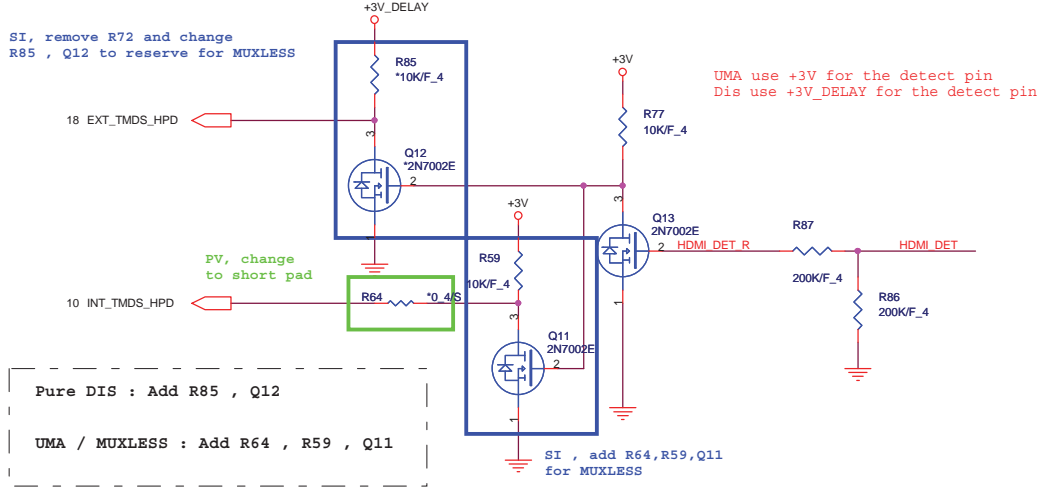 +3V_DELAY
SI, remove R72 and change
R85 , Q12 to reserve for MUXLESS
R85
*10K/F_4
+3V
UMA use +3V for the detect pin
Dis use +3V_DELAY for the detect pin
18 EXT_TMDS_HPD
R77
10K/F_4
3
Q12
*2N7002E
2
1
+3V
3
Q13
2N7002E
2
HDMI_DET_R
R87
200K/F_4
HDMI_DET
PV, change
to short pad
R59
10K/F_4
10 INT_TMDS_HPD
R64
*0_4/S
1
R86
200K/F_4
3
Q11
2N7002E
2
1
Pure DIS : Add R85 , Q12
UMA / MUXLESS : Add R64 , R59 , Q11
SI , add R64,R59,Q11
for MUXLESS